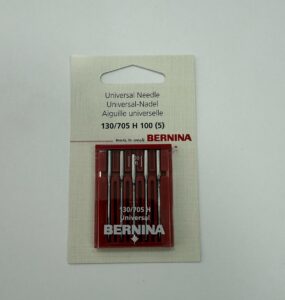 Universal Needle
Universal-Nadel
Aiguille universelle
130/705 H 100 (5)
BERNINA
130/705 H
Universal
BERNINA